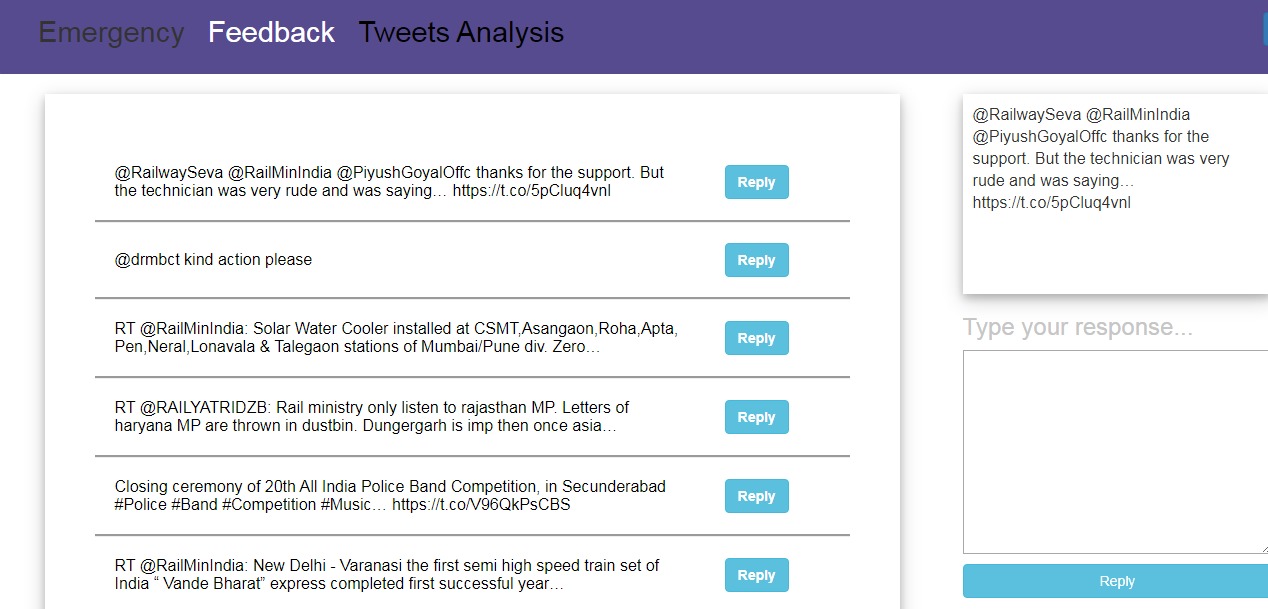 Emergency Feedback Tweets Analysis
@RailwaySeva @RailMinIndia @PiyushGoyalOffc thanks for the support. But
the technician was very rude and was saying… https://t.co/5pCluq4vnl
Reply
@drmbct kind action please
Reply
RT @RailMinIndia: Solar Water Cooler installed at CSMT,Asangaon,Roha,Apta,
Pen,Neral,Lonavala & Talegaon stations of Mumbai/Pune div. Zero…
Reply
RT @RAILYATRIDZB: Rail ministry only listen to rajasthan MP. Letters of
haryana MP are thrown in dustbin. Dungergarh is imp then once asia…
Reply
Closing ceremony of 20th All India Police Band Competition, in Secunderabad
#Police #Band #Competition #Music… https://t.co/V96QkPsCBS
Reply
RT @RailMinIndia: New Delhi - Varanasi the first semi high speed train set of
India “ Vande Bharat” express completed first successful year…
Reply
@RailwaySeva @RailMinIndia
@PiyushGoyalOffc thanks for the
support. But the technician was very
rude and was saying…
https://t.co/5pCluq4vnl
Type your response...
Reply